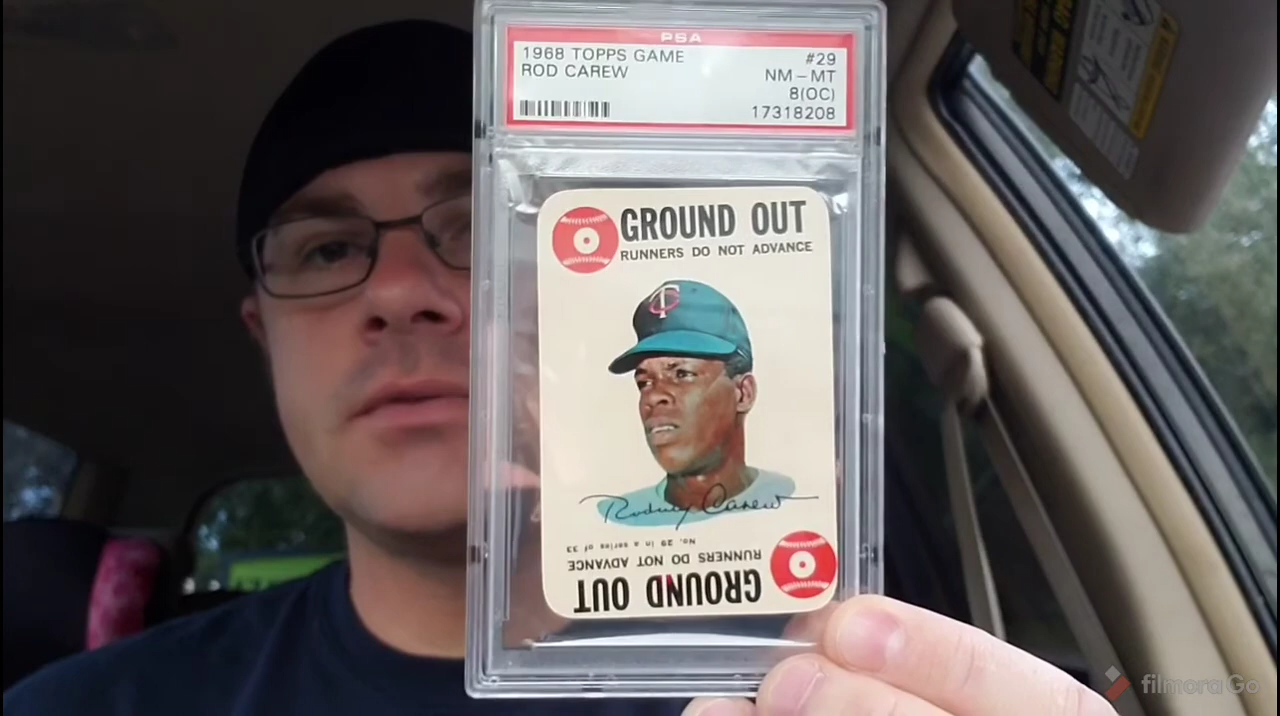 PSA
1968 TOPPS GAME #29
ROD CAREW NM-MT
8(OC)
17318208
GROUND OUT
RUNNERS DO NOT ADVANCE
TC
Rodney Carew
No. 29 in a series of 33
RUNNERS DO NOT ADVANCE
GROUND OUT
filmoraGo